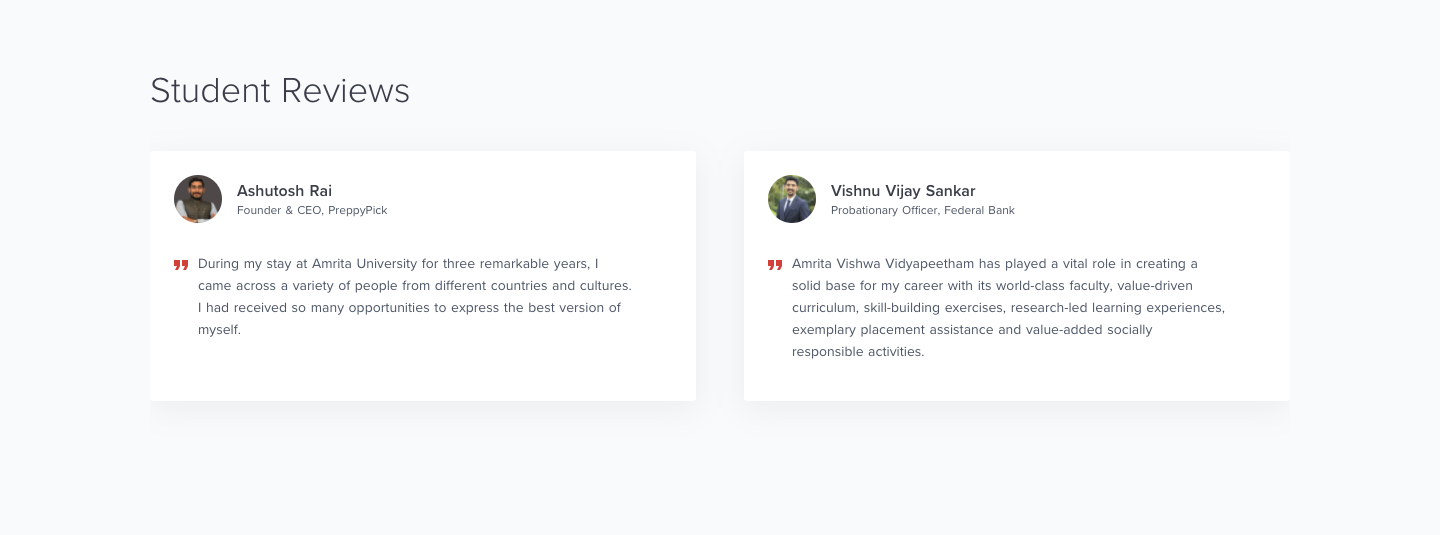 Student Reviews
Ashutosh Rai
Founder & CEO, PreppyPick
During my stay at Amrita University for three remarkable years, I
came across a variety of people from different countries and cultures.
I had received so many opportunities to express the best version of
myself.
Vishnu Vijay Sankar
Probationary Officer, Federal Bank
Amrita Vishwa Vidyapeetham has played a vital role in creating a
solid base for my career with its world-class faculty, value-driven
curriculum, skill-building exercises, research-led learning experiences,
exemplary placement assistance and value-added socially
responsible activities.